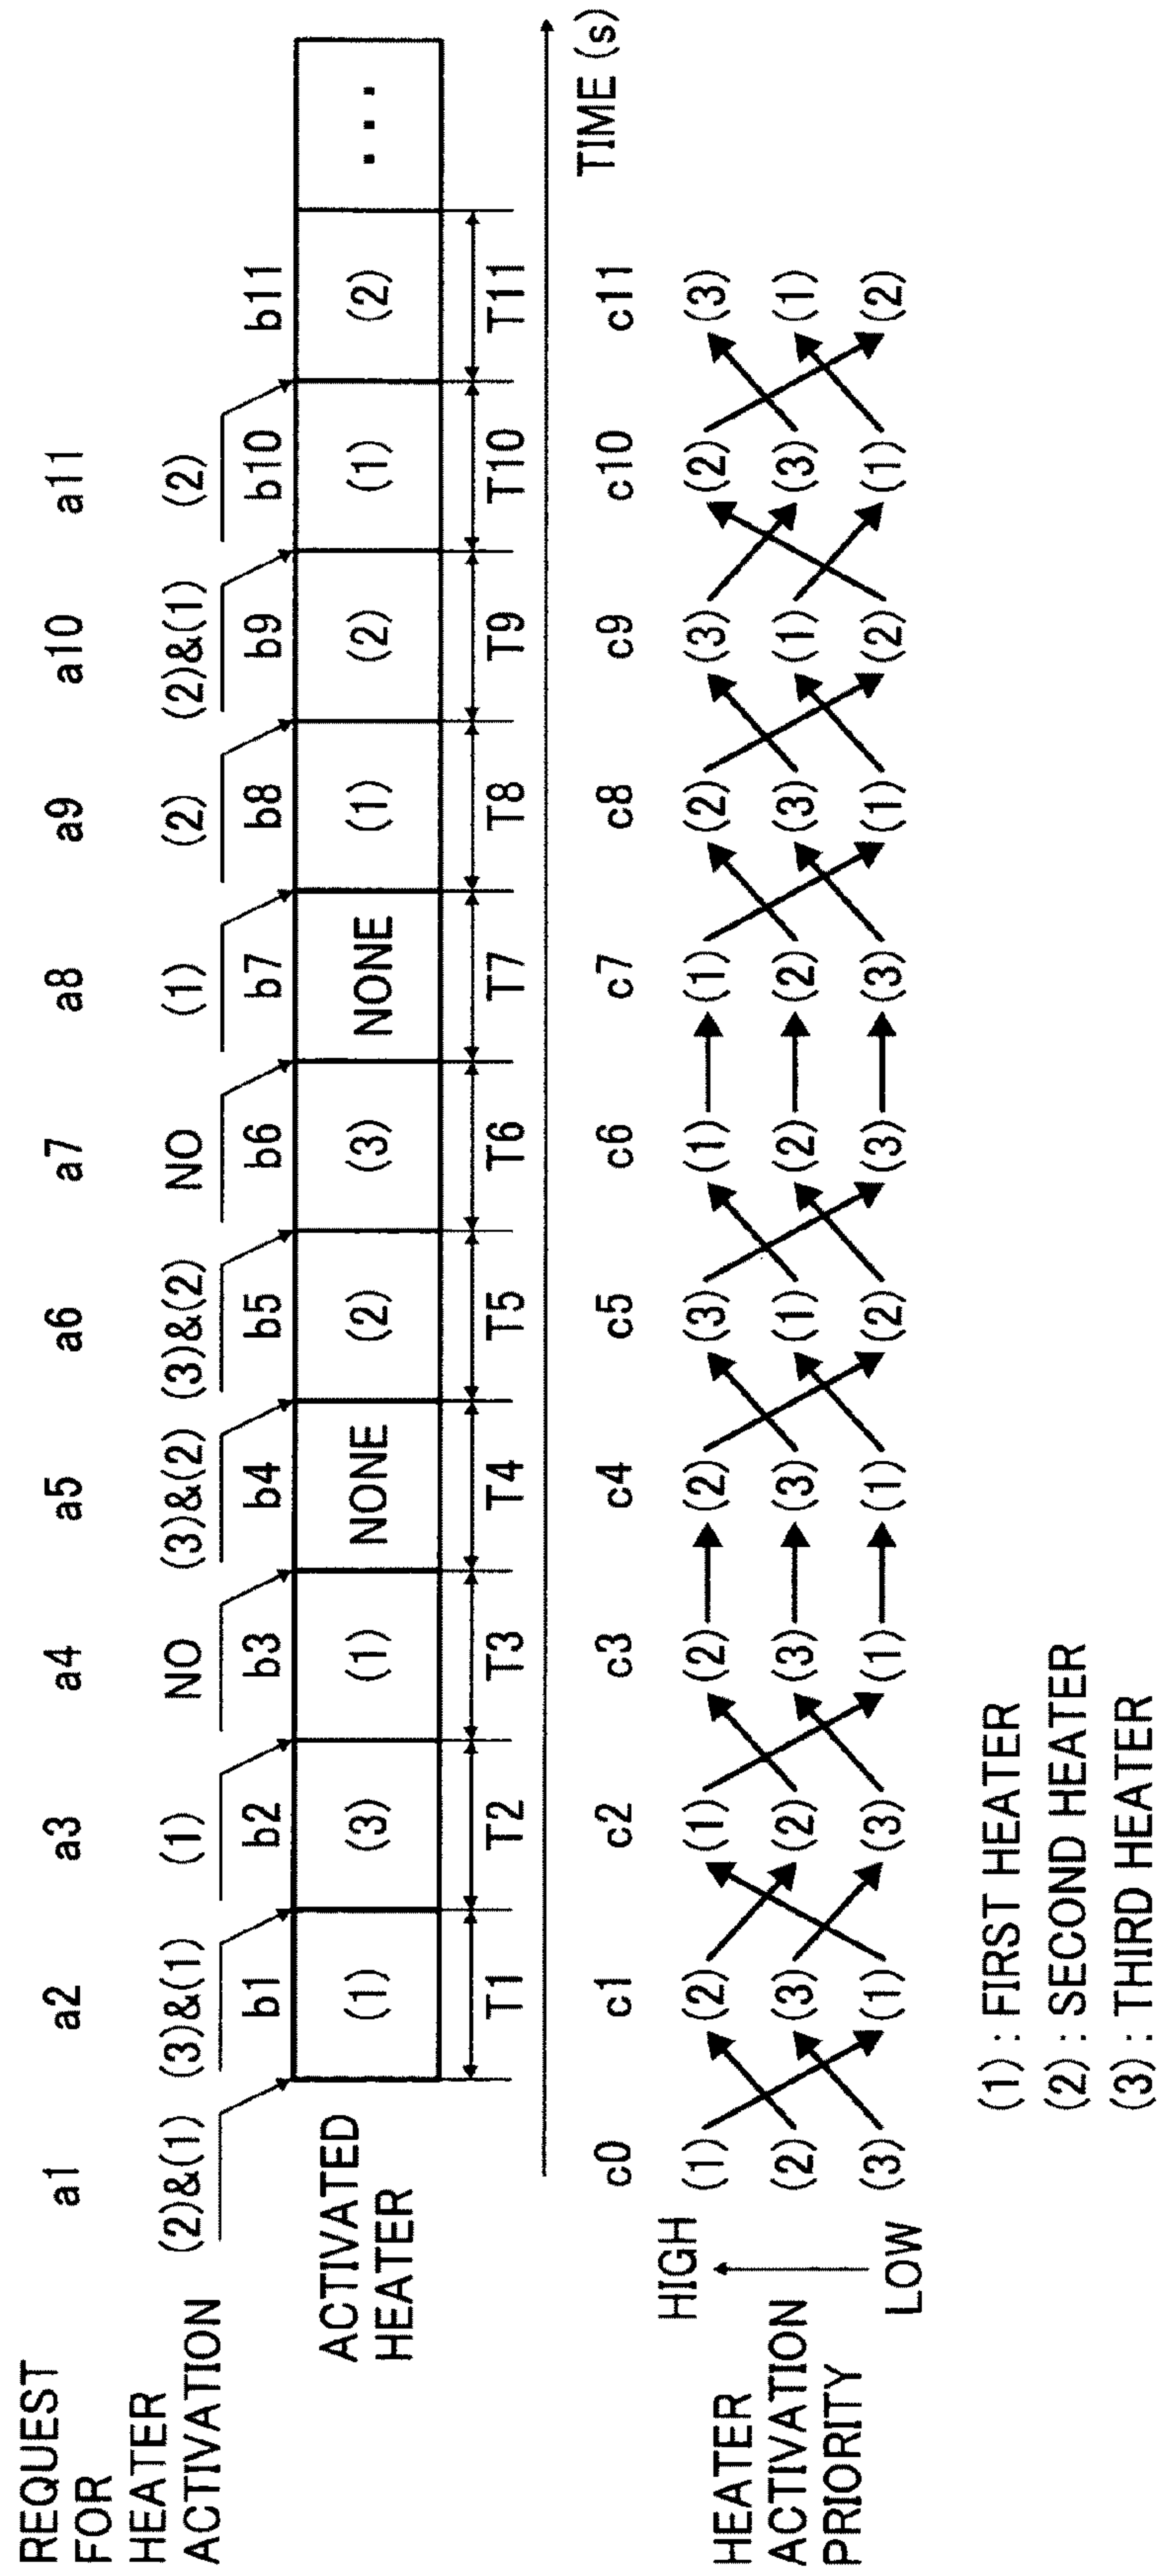 REQUEST
FOR
HEATER
ACTIVATION
a1 a2 a3 a4 a5 a6 a7 a8 a9 a10 a11
(2)&(1) (3)&(1) (1) NO (3)&(2) (3)&(2) NO (1) (2) (2)&(1) (2)
b1 b2 b3 b4 b5 b6 b7 b8 b9 b10 b11
ACTIVATED
HEATER
(1) (3) (1) NONE (2) (3) NONE (1) (2) (1) (2) ...
T1 T2 T3 T4 T5 T6 T7 T8 T9 T10 T11
TIME (s)
c0 c1 c2 c3 c4 c5 c6 c7 c8 c9 c10 c11
HEATER
ACTIVATION
PRIORITY
HIGH
LOW
(1) (2) (1) (2) (2) (3) (1) (1) (2) (3) (2) (3)
(2) (3) (2) (3) (3) (1) (2) (2) (3) (1) (3) (1)
(3) (1) (3) (1) (1) (2) (3) (3) (1) (2) (1) (2)
(1) : FIRST HEATER
(2) : SECOND HEATER
(3) : THIRD HEATER